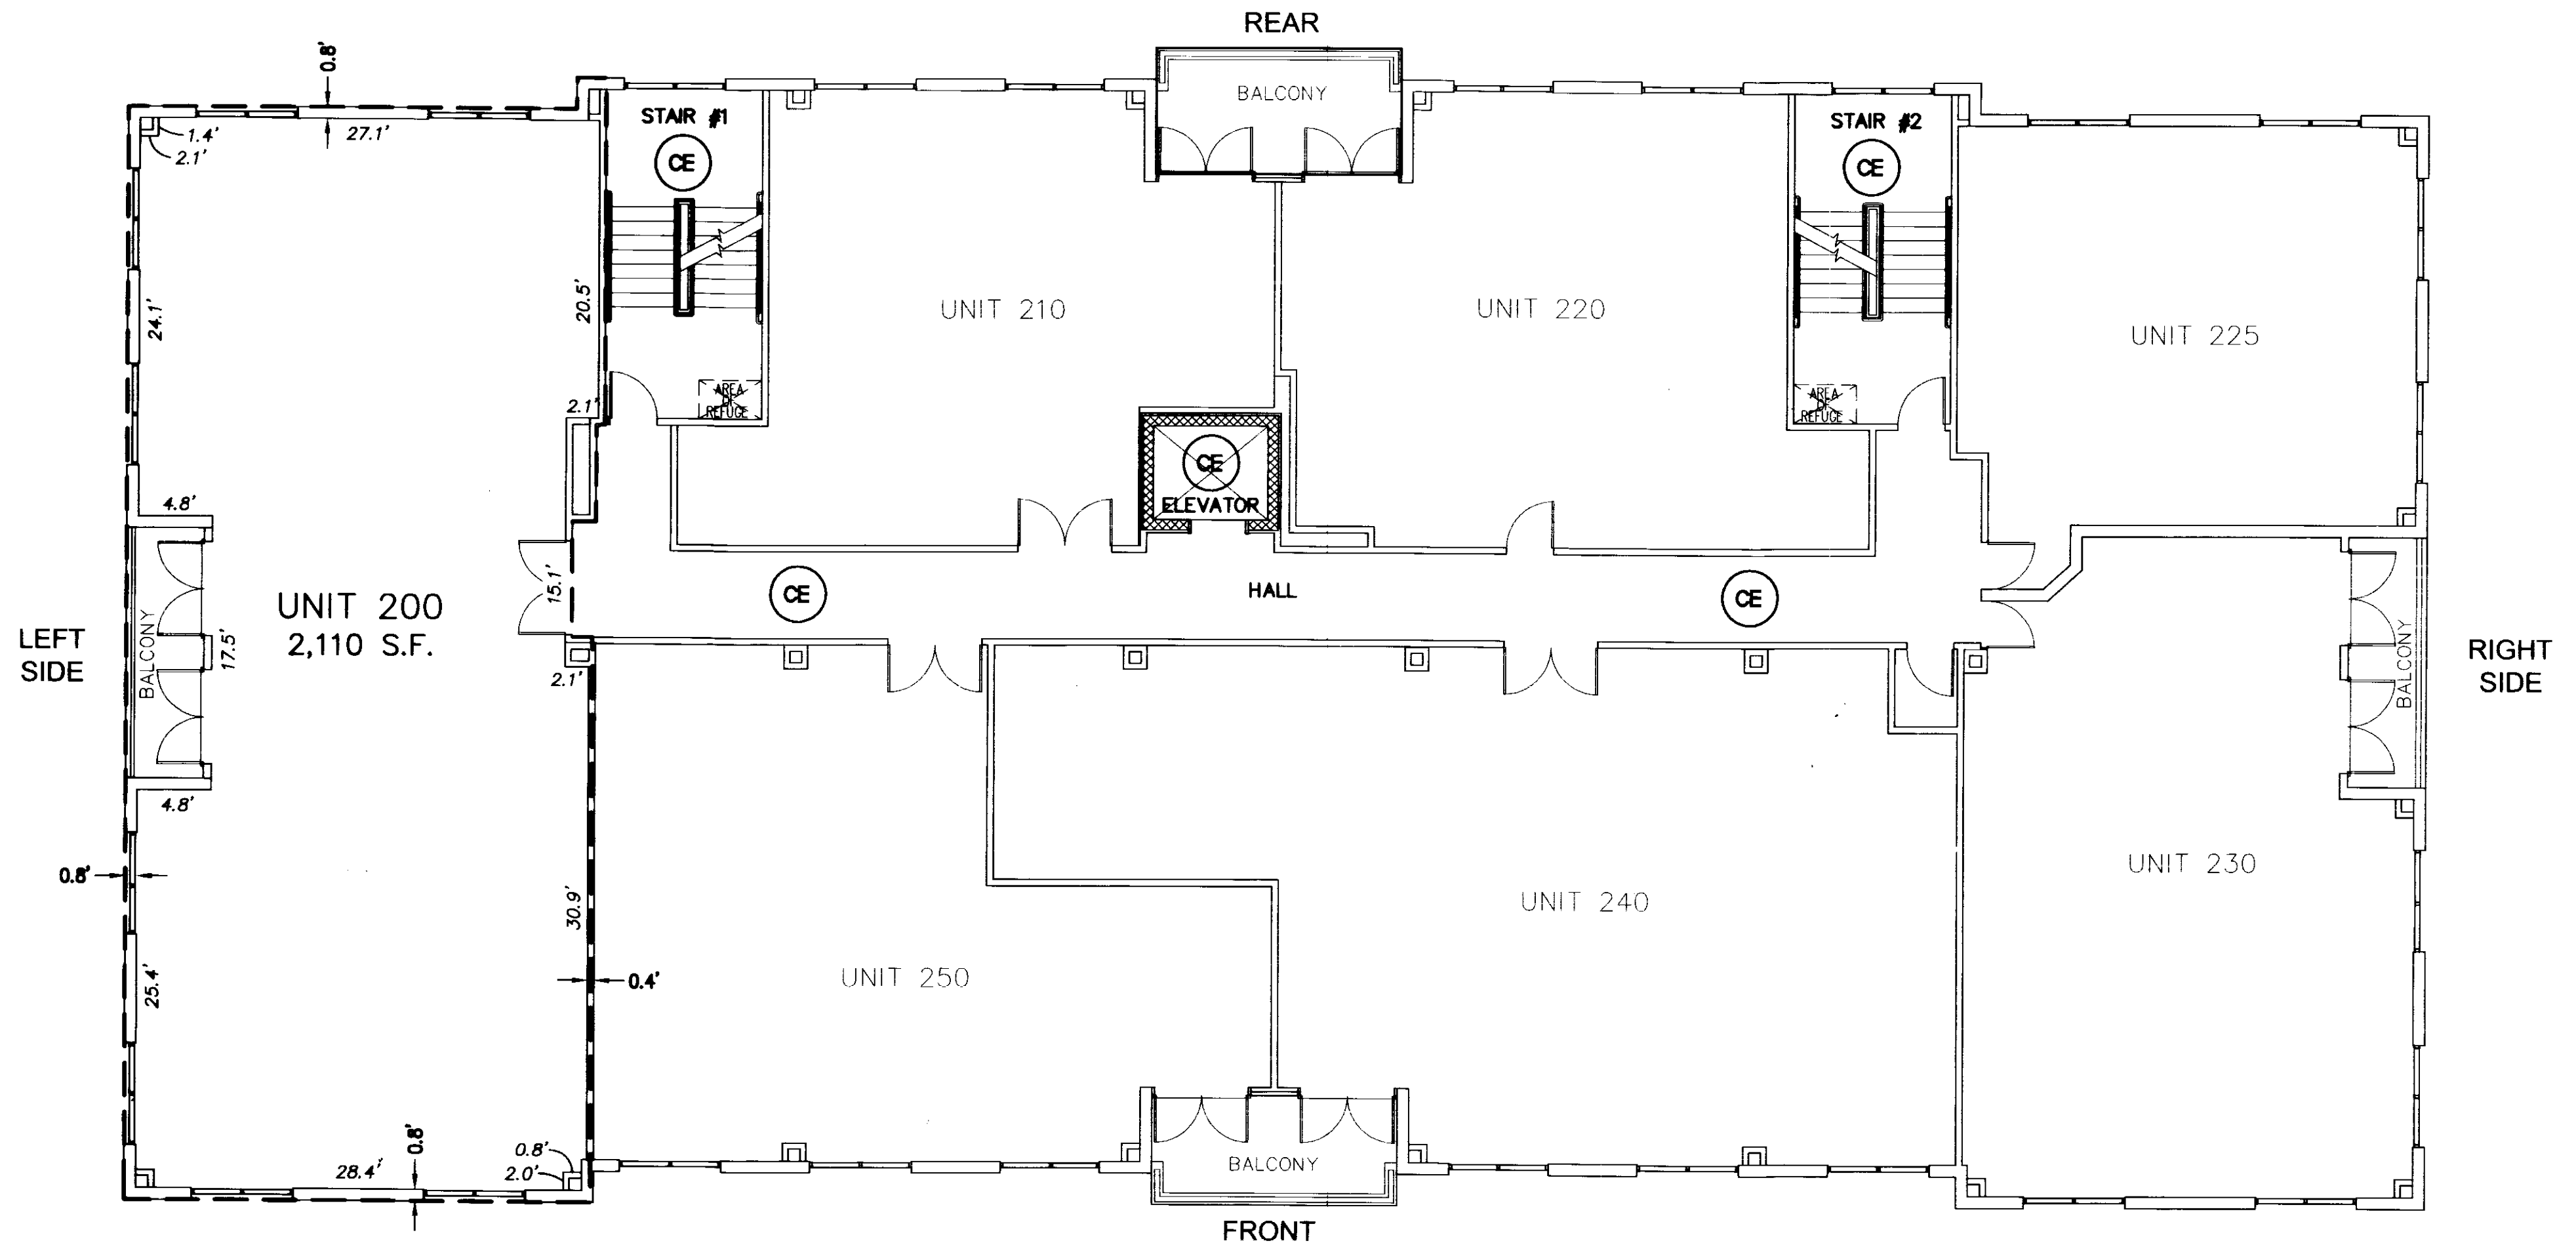 REAR
0.8'
BALCONY
STAIR #1
CE
STAIR #2
CE
1.4'
2.1'
27.1'
24.1'
20.5'
UNIT 210
UNIT 220
UNIT 225
AREA
OF
REFUGE
AREA
OF
REFUGE
2.1'
4.8'
CE
ELEVATOR
15.1'
CE
HALL
CE
UNIT 200
2,110 S.F.
LEFT
SIDE
BALCONY
17.5'
2.1'
BALCONY
RIGHT
SIDE
4.8'
0.8'
30.9'
UNIT 230
UNIT 240
25.4'
UNIT 250
0.4'
0.8'
0.8'
2.0'
28.4'
BALCONY
FRONT